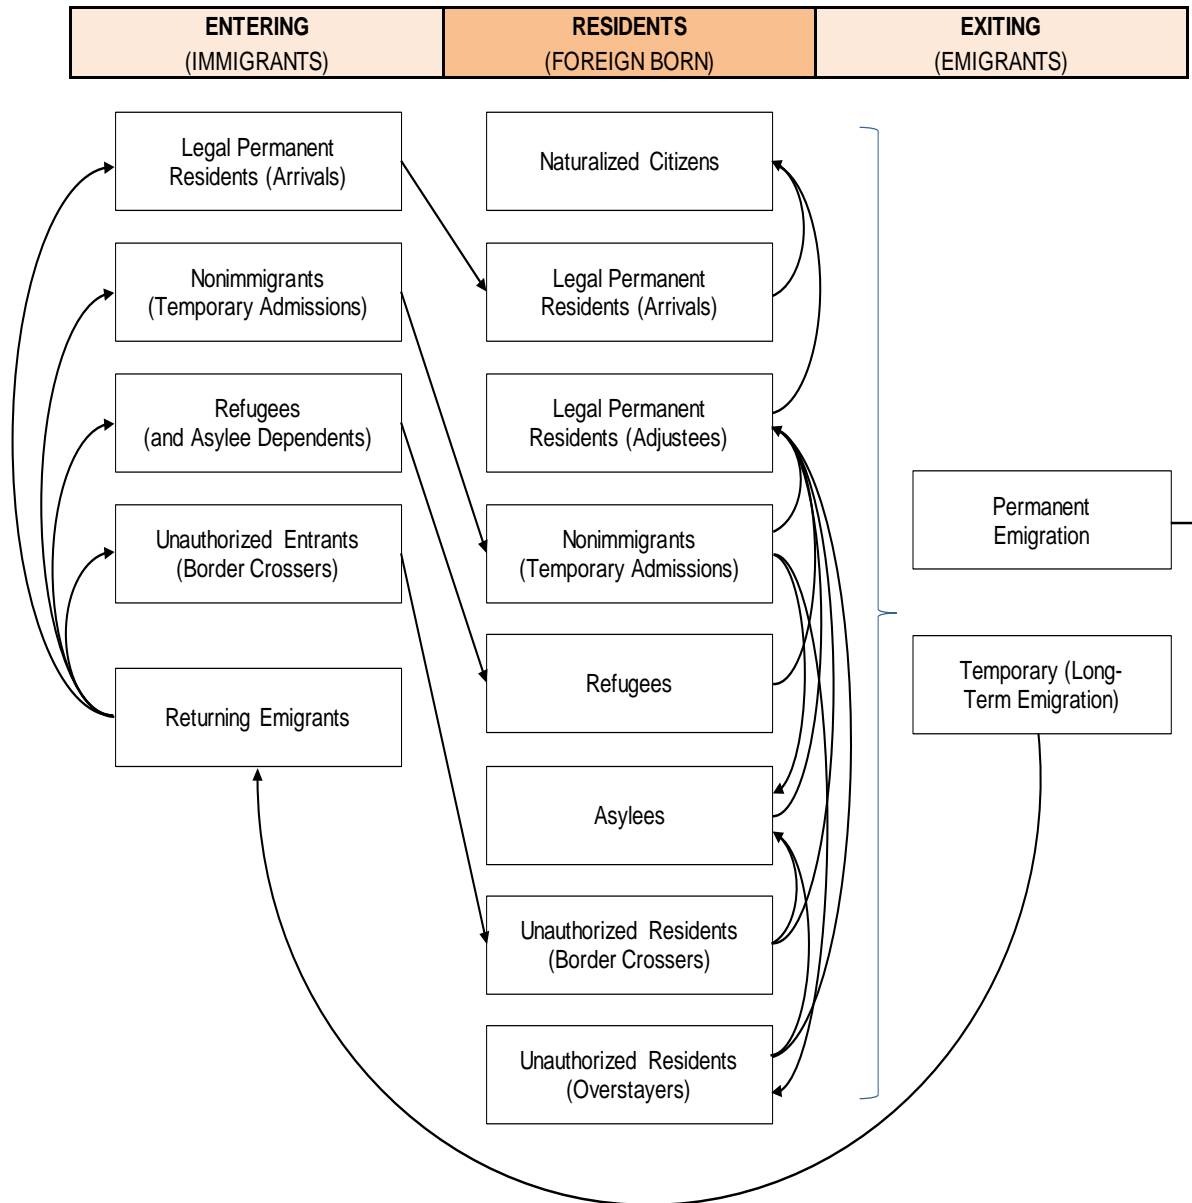 ENTERING
(IMMIGRANTS)
RESIDENTS
(FOREIGN BORN)
EXITING
(EMIGRANTS)
Legal Permanent
Residents (Arrivals)
Nonimmigrants
(Temporary Admissions)
Refugees
(and Asylee Dependents)
Unauthorized Entrants
(Border Crossers)
Returning Emigrants
Naturalized Citizens
Legal Permanent
Residents (Arrivals)
Legal Permanent
Residents (Adjustees)
Nonimmigrants
(Temporary Admissions)
Refugees
Asylees
Unauthorized Residents
(Border Crossers)
Unauthorized Residents
(Overstayers)
Permanent
Emigration
Temporary (Long-
Term Emigration)